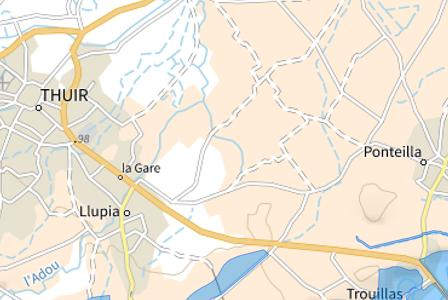 THUIR
.98
Ponteilla
la Gare
Llupia
l'Adou
Trouillas